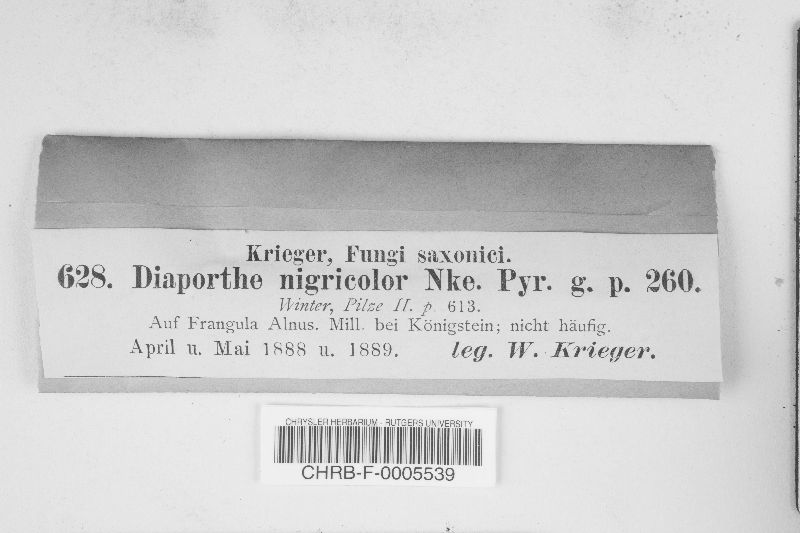 Krieger, Fungi saxonici.
628. Diaporthe nigricolor Nke. Pyr. g. p. 260.
Winter, Pilze II. p 613.
Auf Frangula Alnus. Mill. bei Königstein; nicht häufig.
April u. Mai 1888 u. 1889. leg. W. Krieger.
CHRYSLER HERBARIUM - RUTGERS UNIVERSITY
CHRB-F-0005539